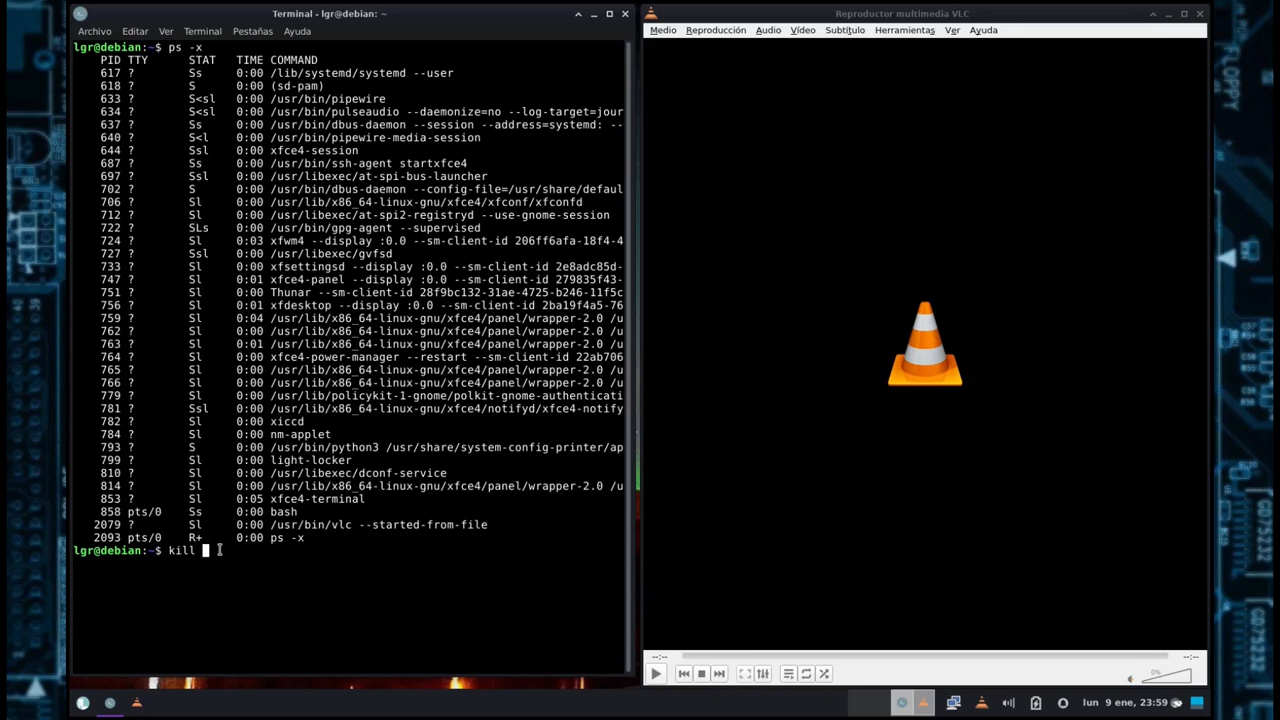 Terminal - lgr@debian: ~
Archivo Editar Ver Terminal Pestañas Ayuda
lgr@debian:~$ ps -x
PID TTY STAT TIME COMMAND
617 ? Ss 0:00 /lib/systemd/systemd --user
618 ? S 0:00 (sd-pam)
633 ? S<sl 0:00 /usr/bin/pipewire
634 ? S<sl 0:00 /usr/bin/pulseaudio --daemonize=no --log-target=jour
637 ? Ss 0:00 /usr/bin/dbus-daemon --session --address=systemd: --
640 ? S<l 0:00 /usr/bin/pipewire-media-session
644 ? Ssl 0:00 xfce4-session
687 ? Ss 0:00 /usr/bin/ssh-agent startxfce4
697 ? Ssl 0:00 /usr/libexec/at-spi-bus-launcher
702 ? S 0:00 /usr/bin/dbus-daemon --config-file=/usr/share/defaul
706 ? Sl 0:00 /usr/lib/x86_64-linux-gnu/xfce4/xfconf/xfconfd
712 ? Sl 0:00 /usr/libexec/at-spi2-registryd --use-gnome-session
722 ? SLs 0:00 /usr/bin/gpg-agent --supervised
724 ? Sl 0:03 xfwm4 --display :0.0 --sm-client-id 206ff6afa-18f4-4
727 ? Ssl 0:00 /usr/libexec/gvfsd
733 ? Sl 0:00 xfsettingsd --display :0.0 --sm-client-id 2e8adc85d-
747 ? Sl 0:01 xfce4-panel --display :0.0 --sm-client-id 279835f43-
751 ? Sl 0:00 Thunar --sm-client-id 28f9bc132-31ae-4725-b246-11f5c
756 ? Sl 0:01 xfdesktop --display :0.0 --sm-client-id 2ba19f4a5-76
759 ? Sl 0:04 /usr/lib/x86_64-linux-gnu/xfce4/panel/wrapper-2.0 /u
762 ? Sl 0:00 /usr/lib/x86_64-linux-gnu/xfce4/panel/wrapper-2.0 /u
763 ? Sl 0:01 /usr/lib/x86_64-linux-gnu/xfce4/panel/wrapper-2.0 /u
764 ? Sl 0:00 xfce4-power-manager --restart --sm-client-id 22ab706
765 ? Sl 0:00 /usr/lib/x86_64-linux-gnu/xfce4/panel/wrapper-2.0 /u
766 ? Sl 0:00 /usr/lib/x86_64-linux-gnu/xfce4/panel/wrapper-2.0 /u
779 ? Sl 0:00 /usr/lib/policykit-1-gnome/polkit-gnome-authenticati
781 ? Ssl 0:00 /usr/lib/x86_64-linux-gnu/xfce4/notifyd/xfce4-notify
782 ? Sl 0:00 xiccd
784 ? Sl 0:00 nm-applet
793 ? S 0:00 /usr/bin/python3 /usr/share/system-config-printer/ap
799 ? Sl 0:00 light-locker
810 ? Sl 0:00 /usr/libexec/dconf-service
814 ? Sl 0:00 /usr/lib/x86_64-linux-gnu/xfce4/panel/wrapper-2.0 /u
853 ? Sl 0:05 xfce4-terminal
858 pts/0 Ss 0:00 bash
2079 ? Sl 0:00 /usr/bin/vlc --started-from-file
2093 pts/0 R+ 0:00 ps -x
lgr@debian:~$ kill
Reproductor multimedia VLC
Medio Reproducción Audio Vídeo Subtítulo Herramientas Ver Ayuda
--:-- --:--
0%
lun 9 ene, 23:59
FLOPPY
CD75232